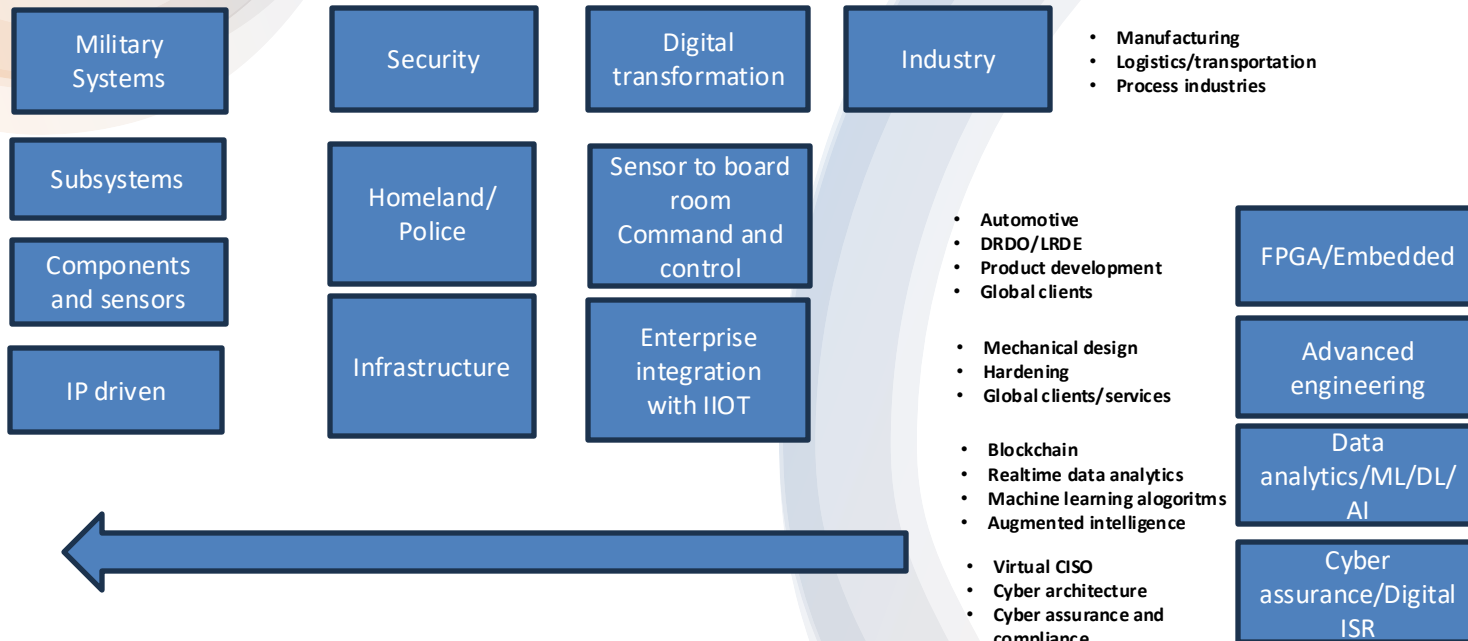 Military
Systems
Security
Digital
transformation
Industry
• Manufacturing
• Logistics/transportation
• Process industries
Subsystems
Components
and sensors
IP driven
Homeland/
Police
Infrastructure
Sensor to board
room
Command and
control
Enterprise
integration
with IIOT
• Automotive
• DRDO/LRDE
• Product development
• Global clients
FPGA/Embedded
• Mechanical design
• Hardening
• Global clients/services
Advanced
engineering
• Blockchain
• Realtime data analytics
• Machine learning alogoritms
• Augmented intelligence
Data
analytics/ML/DL/
AI
• Virtual CISO
• Cyber architecture
• Cyber assurance and
compliance
Cyber
assurance/Digital
ISR